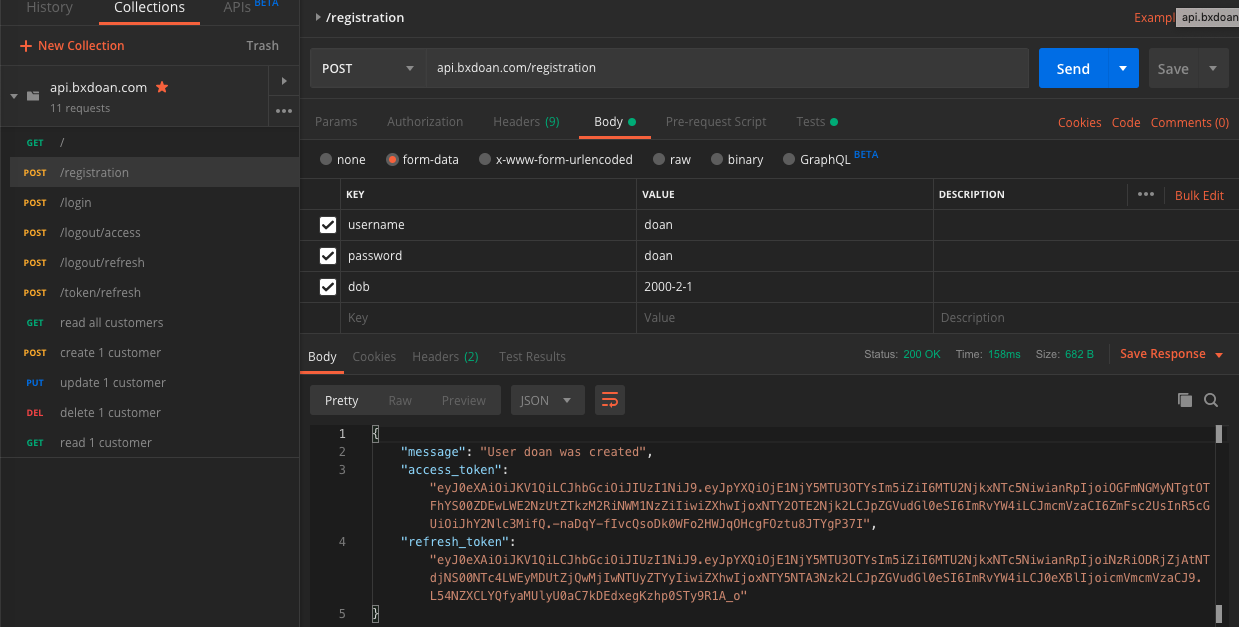 History Collections APIs BETA
+ New Collection Trash
api.bxdoan.com
11 requests
GET /
POST /registration
POST /login
POST /logout/access
POST /logout/refresh
POST /token/refresh
GET read all customers
POST create 1 customer
PUT update 1 customer
DEL delete 1 customer
GET read 1 customer
/registration Exampl api.bxdoan
POST api.bxdoan.com/registration Send Save
Params Authorization Headers (9) Body Pre-request Script Tests Cookies Code Comments (0)
none form-data x-www-form-urlencoded raw binary GraphQL BETA
KEY VALUE DESCRIPTION Bulk Edit
username doan
password doan
dob 2000-2-1
Key Value Description
Body Cookies Headers (2) Test Results Status: 200 OK Time: 158ms Size: 682 B Save Response
Pretty Raw Preview JSON
1 {
2 "message": "User doan was created",
3 "access_token":
"eyJ0eXAiOiJKV1QiLCJhbGciOiJIUzI1NiJ9.eyJpYXQiOjE1NjY5MTU3OTYsIm5iZiI6MTU2NjkxNTc5NiwianRpIjoiOGFmNGMyNTgtOT
FhYS00ZDEwLWE2NzUtZTkzM2RiNWM1NzZiIiwiZXhwIjoxNTY2OTE2Njk2LCJpZGVudGl0eSI6ImRvYW4iLCJmcmVzaCI6ZmFsc2UsInR5cG
UiOiJhY2Nlc3MifQ.-naDqY-fIvcQsoDk0WFo2HWJqOHcgFOztu8JTYgP37I",
4 "refresh_token":
"eyJ0eXAiOiJKV1QiLCJhbGciOiJIUzI1NiJ9.eyJpYXQiOjE1NjY5MTU3OTYsIm5iZiI6MTU2NjkxNTc5NiwianRpIjoiNzRiODRjZjAtNT
djNS00NTc4LWEyMDUtZjQwMjIwNTUyZTYyIiwiZXhwIjoxNTY5NTA3Nzk2LCJpZGVudGl0eSI6ImRvYW4iLCJ0eXBlIjoicmVmcmVzaCJ9.
L54NZXCLYQfyaMUlyU0aC7kDEdxegKzhp0STy9R1A_o"
5 }